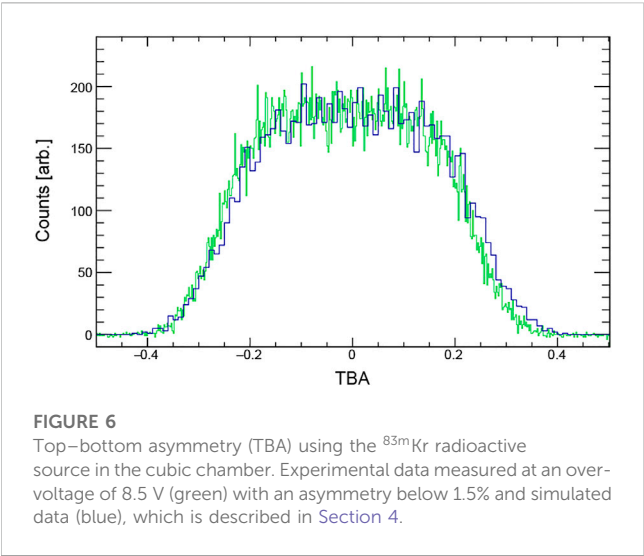 200
150
100
50
0
Counts [arb.]
−0.4
−0.2
0
0.2
0.4
TBA
FIGURE 6
Top–bottom asymmetry (TBA) using the ⁸³ᵐKr radioactive
source in the cubic chamber. Experimental data measured at an over-
voltage of 8.5 V (green) with an asymmetry below 1.5% and simulated
data (blue), which is described in Section 4.